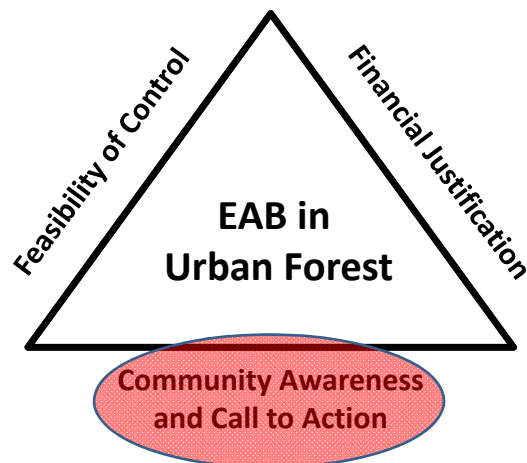 Feasibility of Control
Financial Justification
EAB in
Urban Forest
Community Awareness
and Call to Action